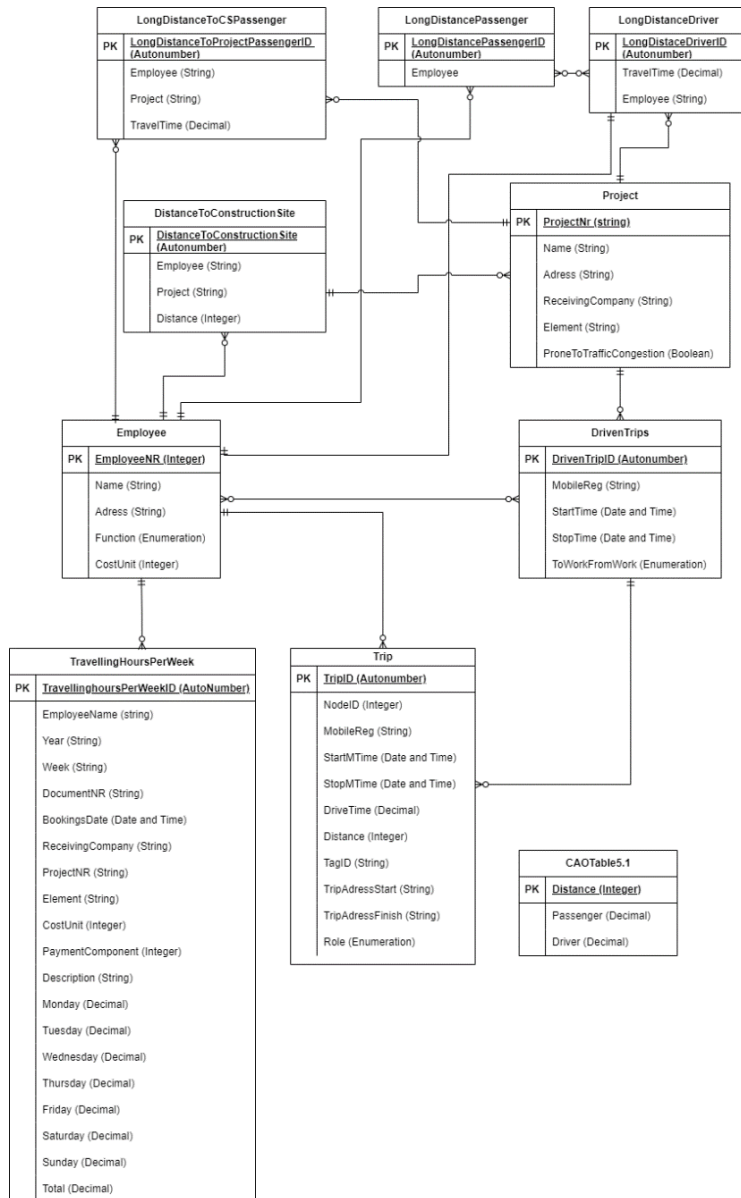 LongDistanceToCSPassenger
PK LongDistanceToProjectPassengerID
(Autonumber)
Employee (String)
Project (String)
TravelTime (Decimal)
LongDistancePassenger
PK LongDistancePassengerID
(Autonumber)
Employee
LongDistanceDriver
PK LongDistaceDriverID
(Autonumber)
TravelTime (Decimal)
Employee (String)
DistanceToConstructionSite
PK DistanceToConstructionSite
(Autonumber)
Employee (String)
Project (String)
Distance (Integer)
Project
PK ProjectNr (string)
Name (String)
Adress (String)
ReceivingCompany (String)
Element (String)
ProneToTrafficCongestion (Boolean)
Employee
PK EmployeeNR (Integer)
Name (String)
Adress (String)
Function (Enumeration)
CostUnit (Integer)
DrivenTrips
PK DrivenTripID (Autonumber)
MobileReg (String)
StartTime (Date and Time)
StopTime (Date and Time)
ToWorkFromWork (Enumeration)
TravellingHoursPerWeek
PK TravellinghoursPerWeekID (AutoNumber)
EmployeeName (string)
Year (String)
Week (String)
DocumentNR (String)
BookingsDate (Date and Time)
ReceivingCompany (String)
ProjectNR (String)
Element (String)
CostUnit (Integer)
PaymentComponent (Integer)
Description (String)
Monday (Decimal)
Tuesday (Decimal)
Wednesday (Decimal)
Thursday (Decimal)
Friday (Decimal)
Saturday (Decimal)
Sunday (Decimal)
Total (Decimal)
Trip
PK TripID (Autonumber)
NodeID (Integer)
MobileReg (String)
StartMTime (Date and Time)
StopMTime (Date and Time)
DriveTime (Decimal)
Distance (Integer)
TagID (String)
TripAdressStart (String)
TripAdressFinish (String)
Role (Enumeration)
CAOTable5.1
PK Distance (Integer)
Passenger (Decimal)
Driver (Decimal)